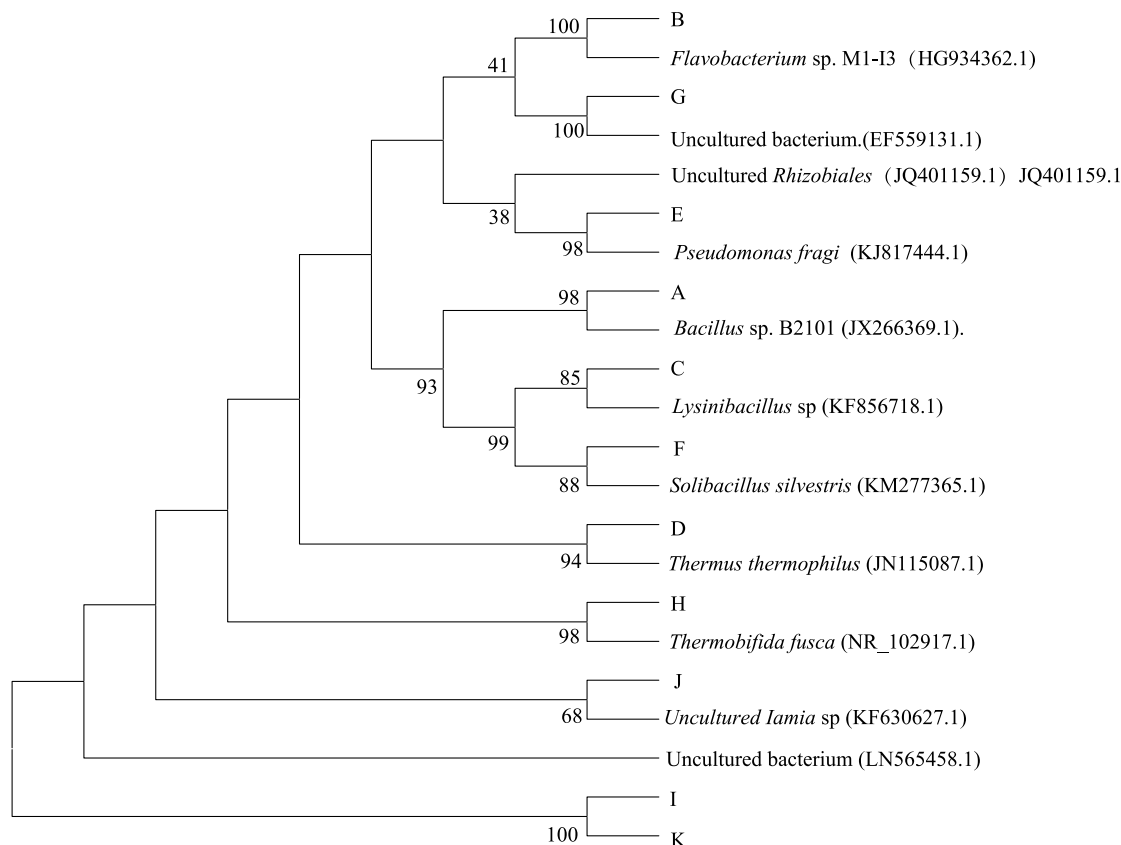 B
100
Flavobacterium sp. M1-I3 （HG934362.1)
41
G
100
Uncultured bacterium.(EF559131.1)
Uncultured Rhizobiales （JQ401159.1） JQ401159.1
38
E
98
Pseudomonas fragi (KJ817444.1)
98
A
Bacillus sp. B2101 (JX266369.1).
93
85
C
Lysinibacillus sp (KF856718.1)
99
F
88
Solibacillus silvestris (KM277365.1)
D
94
Thermus thermophilus (JN115087.1)
H
98
Thermobifida fusca (NR_102917.1)
J
68
Uncultured Iamia sp (KF630627.1)
Uncultured bacterium (LN565458.1)
I
100
K